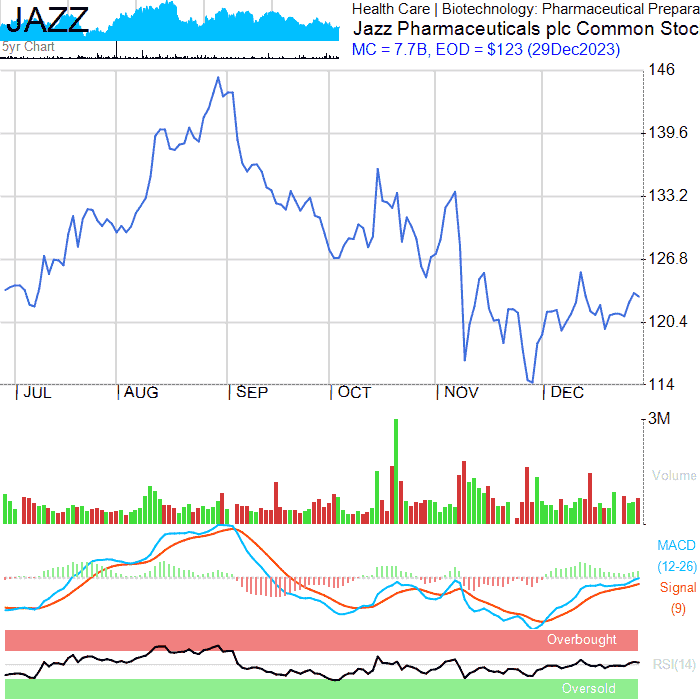 JAZZ
5yr Chart
Health Care | Biotechnology: Pharmaceutical Prepara
Jazz Pharmaceuticals plc Common Stoc
MC = 7.7B, EOD = $123 (29Dec2023)
146
139.6
133.2
126.8
120.4
114
JUL
AUG
SEP
OCT
NOV
DEC
3M
Volume
MACD
(12-26)
Signal
(9)
Overbought
RSI(14)
Oversold